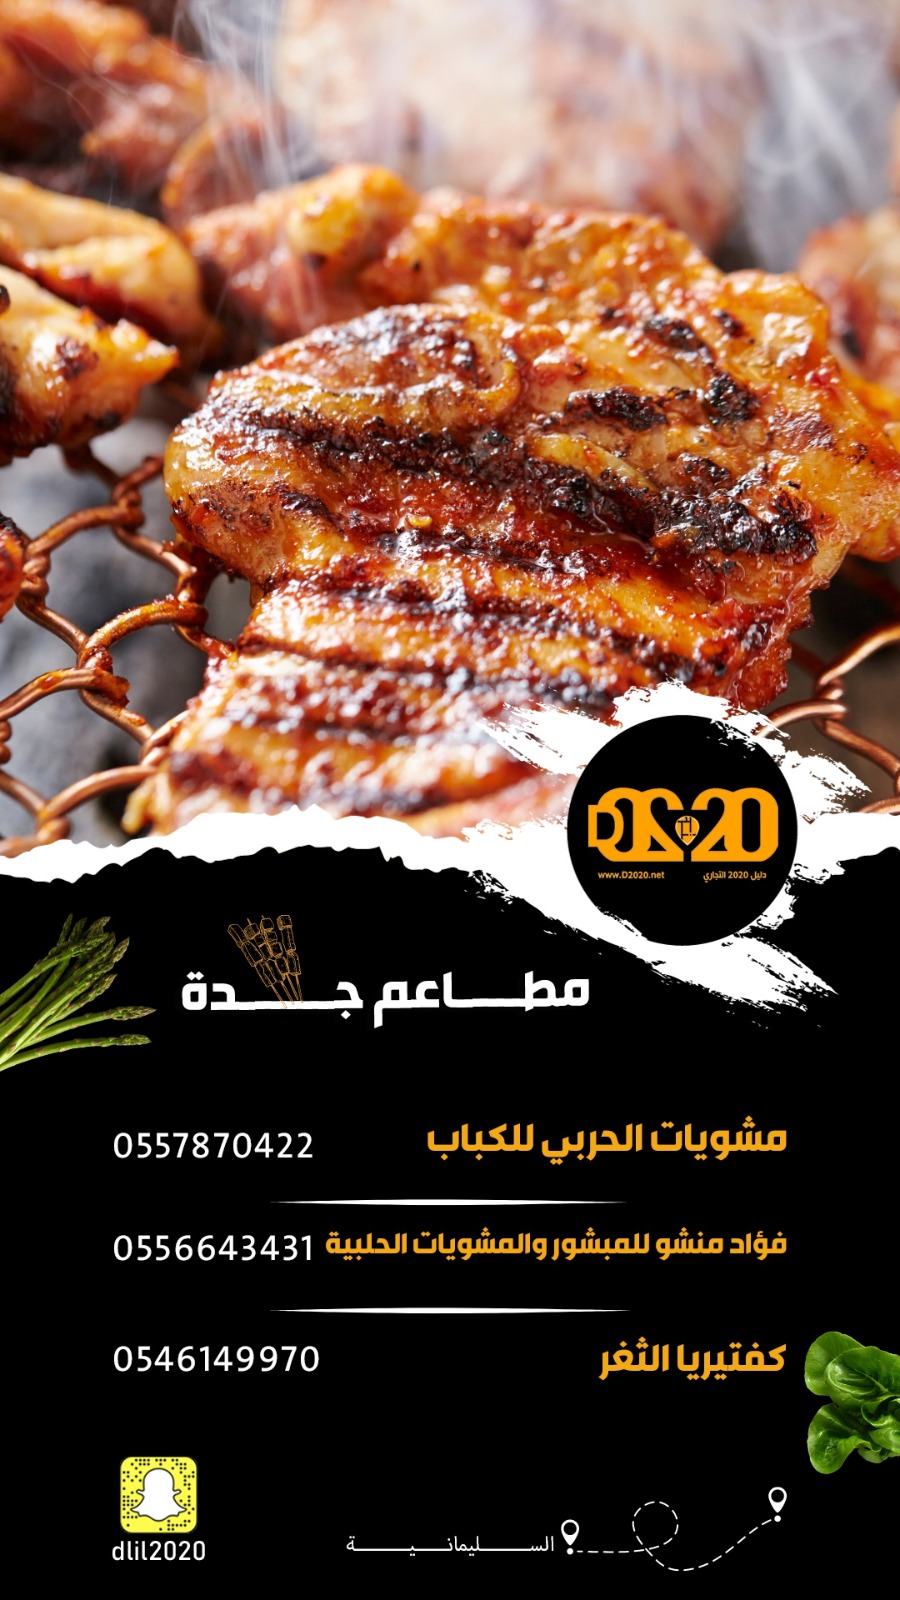 D2020
دليل
www.D2020.net
دليل 2020 التجاري
مطاعم جدة
مشويات الحربي للكباب 0557870422
فؤاد منشو للمبشور والمشويات الحلبية 0556643431
كفتيريا الثغر 0546149970
السليمانية
dlil2020